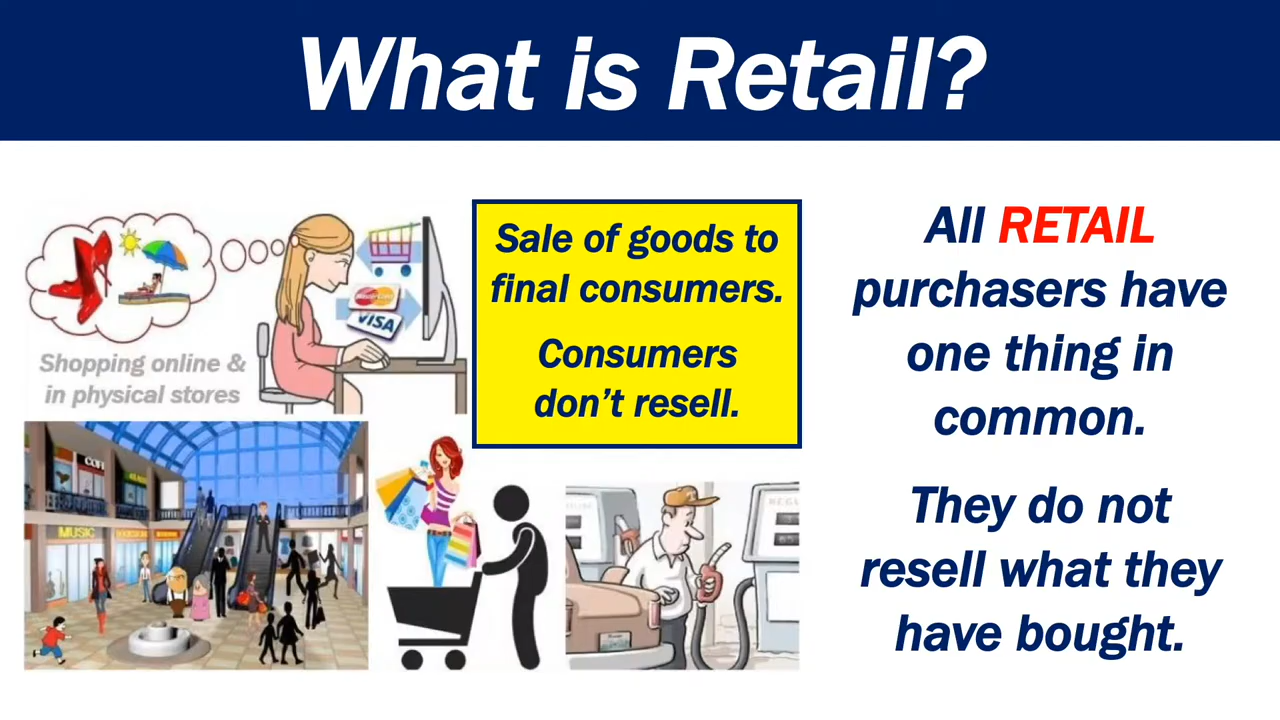 What is Retail?
Shopping online &
in physical stores
MasterCard
VISA
MUSIC
Sale of goods to
final consumers.
Consumers
don’t resell.
All RETAIL
purchasers have
one thing in
common.
They do not
resell what they
have bought.